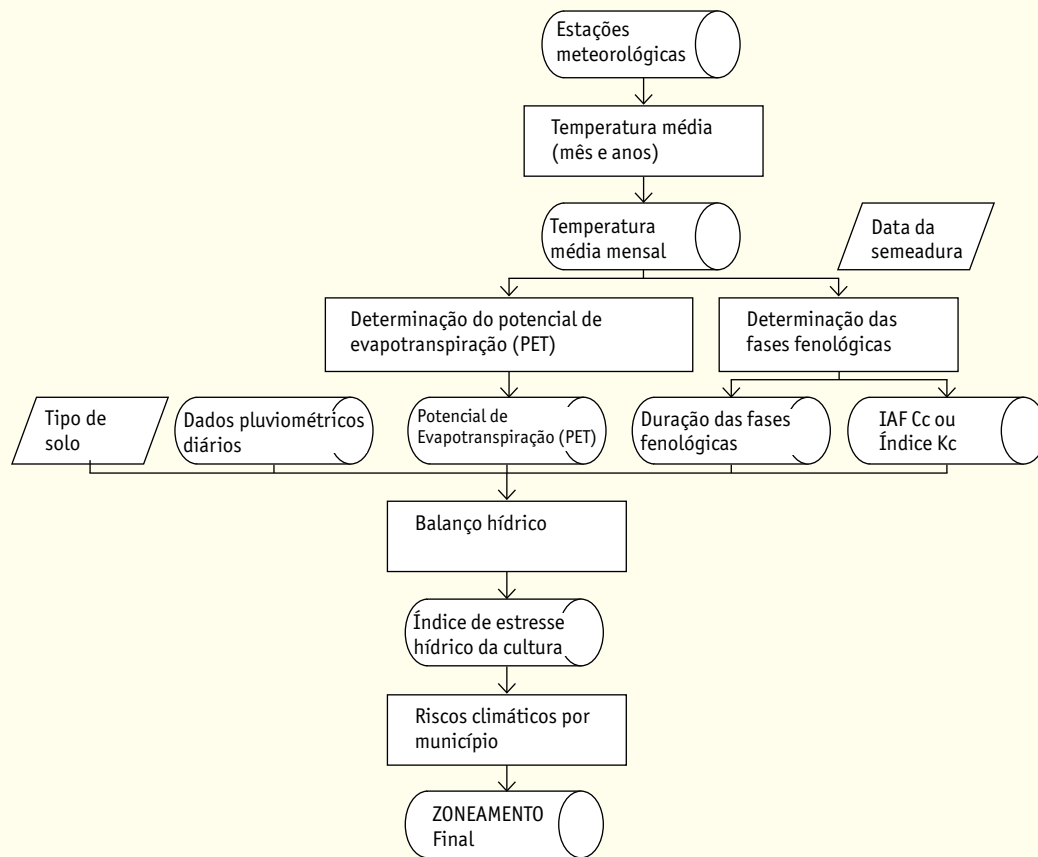 Estações
meteorológicas
Temperatura média
(mês e anos)
Temperatura
média mensal
Data da
semeadura
Determinação do potencial de
evapotranspiração (PET)
Determinação das
fases fenológicas
Tipo de
solo
Dados pluviométricos
diários
Potencial de
Evapotranspiração (PET)
Duração das fases
fenológicas
IAF Cc ou
Índice Kc
Balanço hídrico
Índice de estresse
hídrico da cultura
Riscos climáticos por
município
ZONEAMENTO
Final